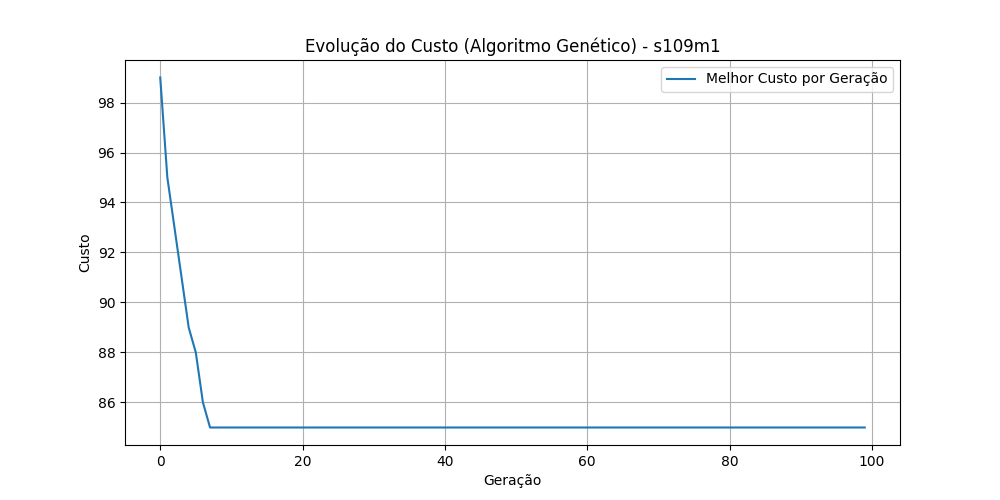 Evolução do Custo (Algoritmo Genético) - s109m1
Melhor Custo por Geração
98
96
94
92
90
88
86
Custo
0 20 40 60 80 100
Geração